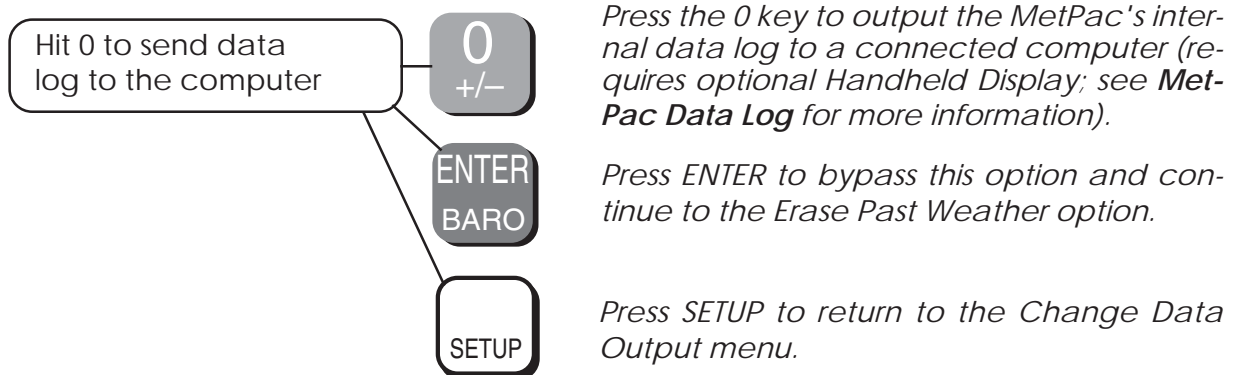 Hit 0 to send data
log to the computer
0
+/–
Press the 0 key to output the MetPac's inter-
nal data log to a connected computer (re-
quires optional Handheld Display; see Met-
Pac Data Log for more information).
ENTER
BARO
Press ENTER to bypass this option and con-
tinue to the Erase Past Weather option.
SETUP
Press SETUP to return to the Change Data
Output menu.